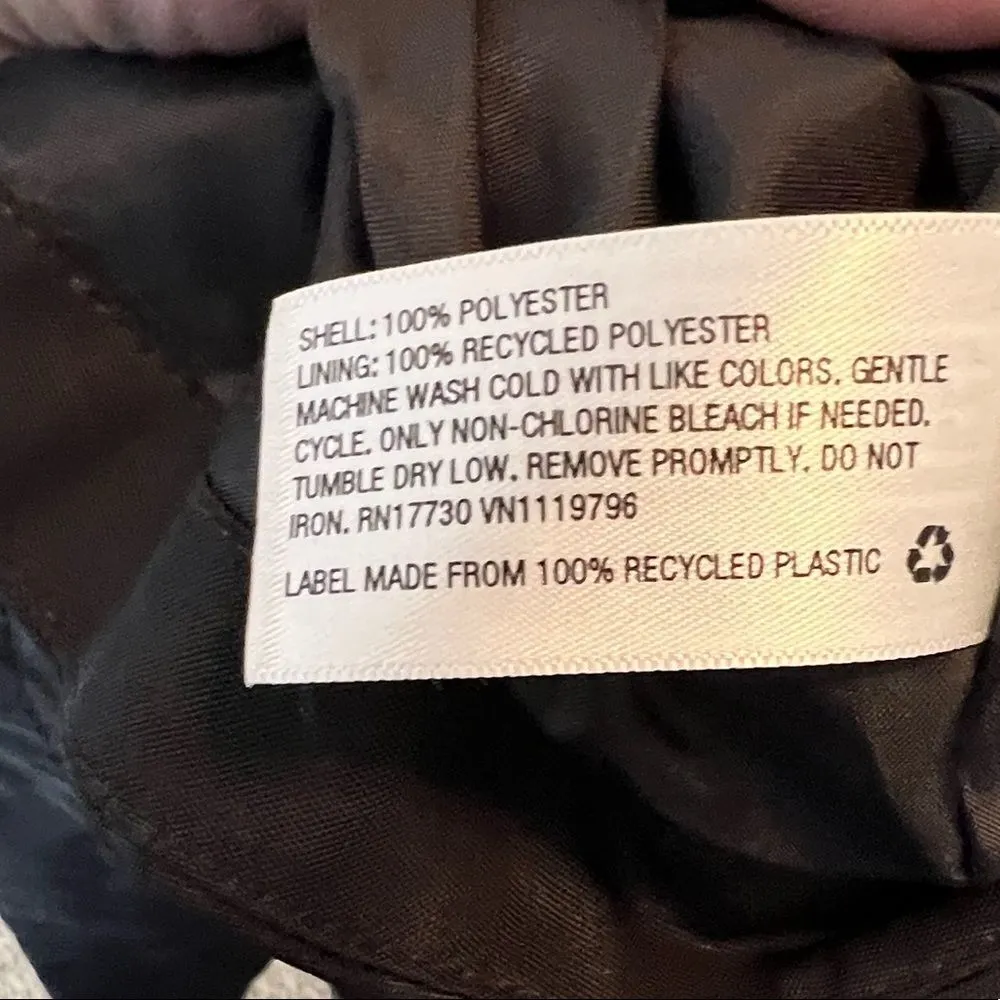 SHELL: 100% POLYESTER
LINING: 100% RECYCLED POLYESTER
MACHINE WASH COLD WITH LIKE COLORS. GENTLE
CYCLE. ONLY NON-CHLORINE BLEACH IF NEEDED.
TUMBLE DRY LOW. REMOVE PROMPTLY. DO NOT
IRON. RN17730 VN1119796
LABEL MADE FROM 100% RECYCLED PLASTIC